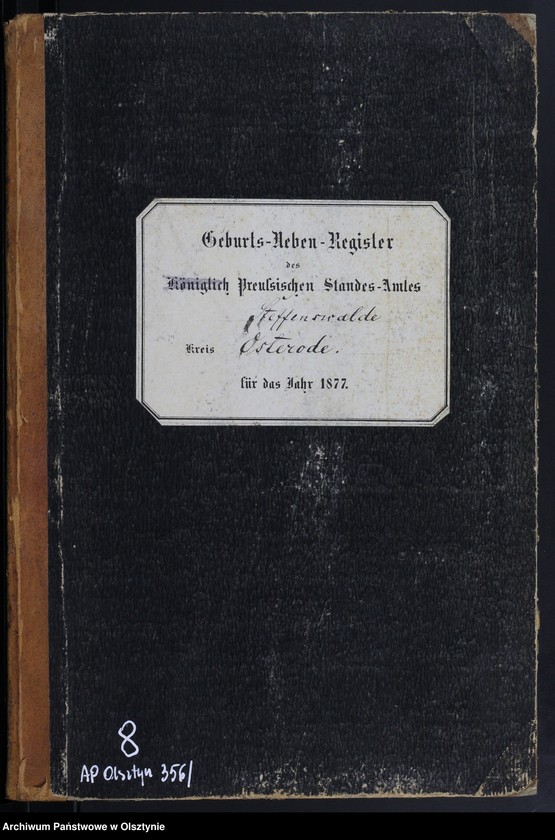 Geburts-Neben-Register
des
Königlich Preußischen Standes-Amtes
Steffenswalde
Kreis Osterode.
für das Jahr 1877.
8
AP Olsztyn 356/
Archiwum Państwowe w Olsztynie